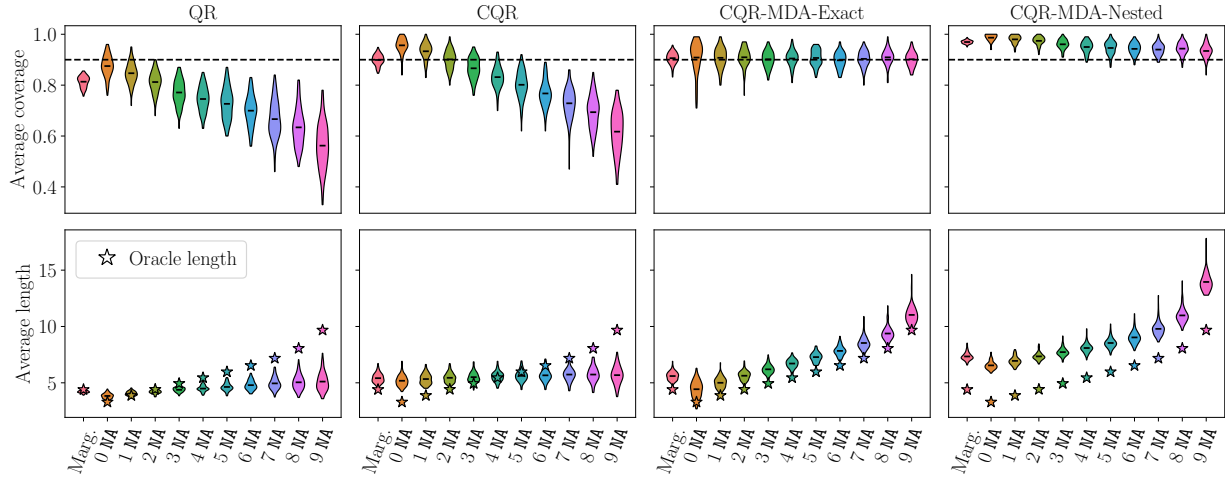 QR CQR CQR-MDA-Exact CQR-MDA-Nested
Average coverage
1.0
0.8
0.6
0.4
Average length
15
10
5
Oracle length
Marg. 0 NA 1 NA 2 NA 3 NA 4 NA 5 NA 6 NA 7 NA 8 NA 9 NA
Marg. 0 NA 1 NA 2 NA 3 NA 4 NA 5 NA 6 NA 7 NA 8 NA 9 NA
Marg. 0 NA 1 NA 2 NA 3 NA 4 NA 5 NA 6 NA 7 NA 8 NA 9 NA
Marg. 0 NA 1 NA 2 NA 3 NA 4 NA 5 NA 6 NA 7 NA 8 NA 9 NA